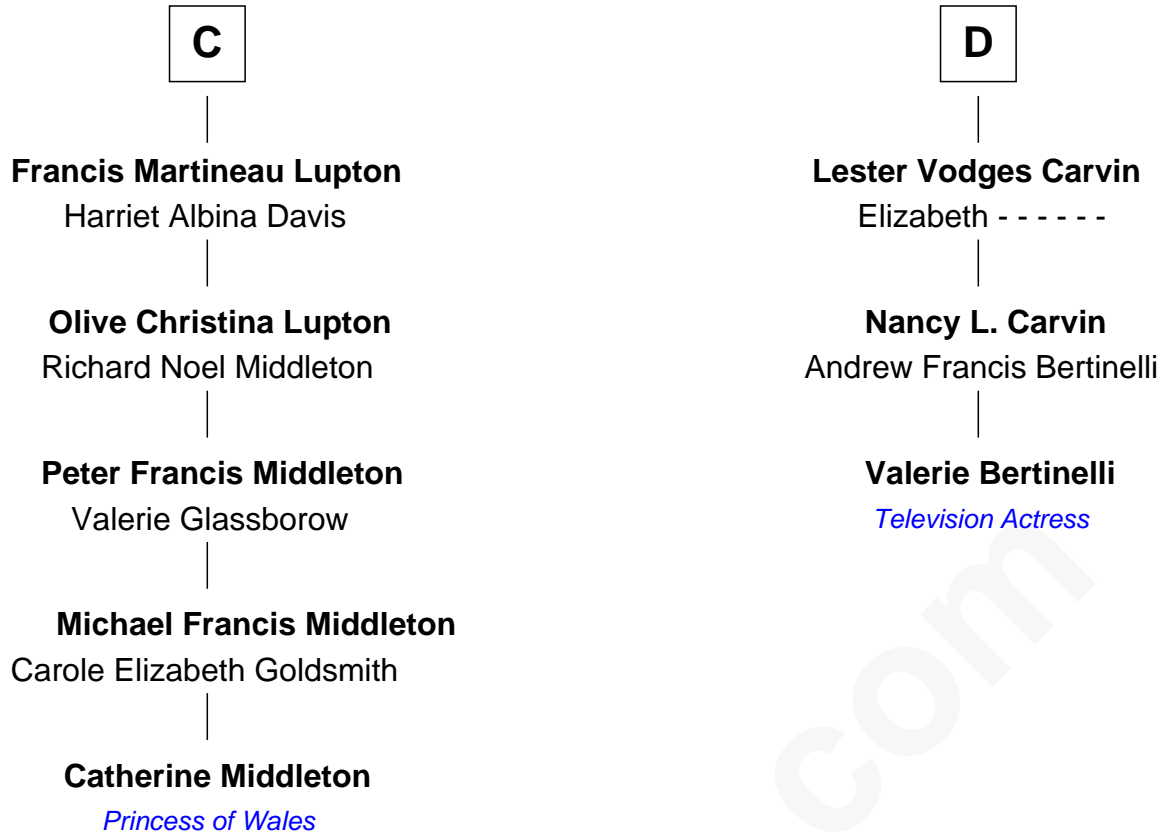 C
Francis Martineau Lupton
Harriet Albina Davis
Olive Christina Lupton
Richard Noel Middleton
Peter Francis Middleton
Valerie Glassborow
Michael Francis Middleton
Carole Elizabeth Goldsmith
Catherine Middleton
Princess of Wales
D
Lester Vodges Carvin
Elizabeth - - - - - -
Nancy L. Carvin
Andrew Francis Bertinelli
Valerie Bertinelli
Television Actress
com